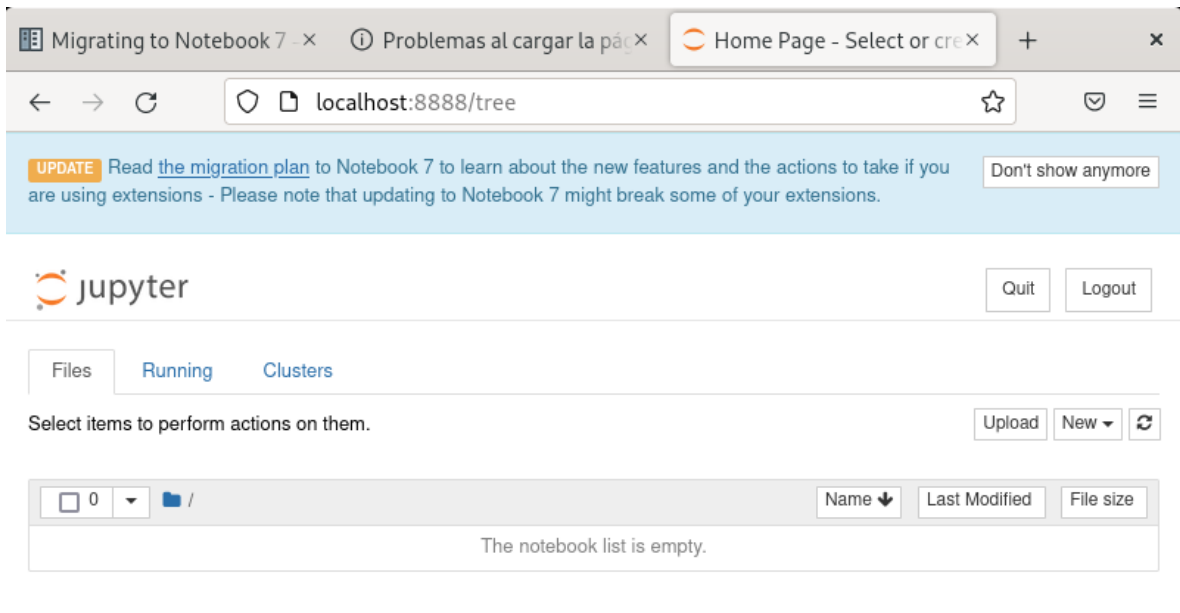 Migrating to Notebook 7 -
Problemas al cargar la pág
Home Page - Select or cre
localhost:8888/tree
UPDATE Read the migration plan to Notebook 7 to learn about the new features and the actions to take if you
are using extensions - Please note that updating to Notebook 7 might break some of your extensions.
Don't show anymore
jupyter
Quit
Logout
Files
Running
Clusters
Select items to perform actions on them.
Upload
New
0
/
Name
Last Modified
File size
The notebook list is empty.